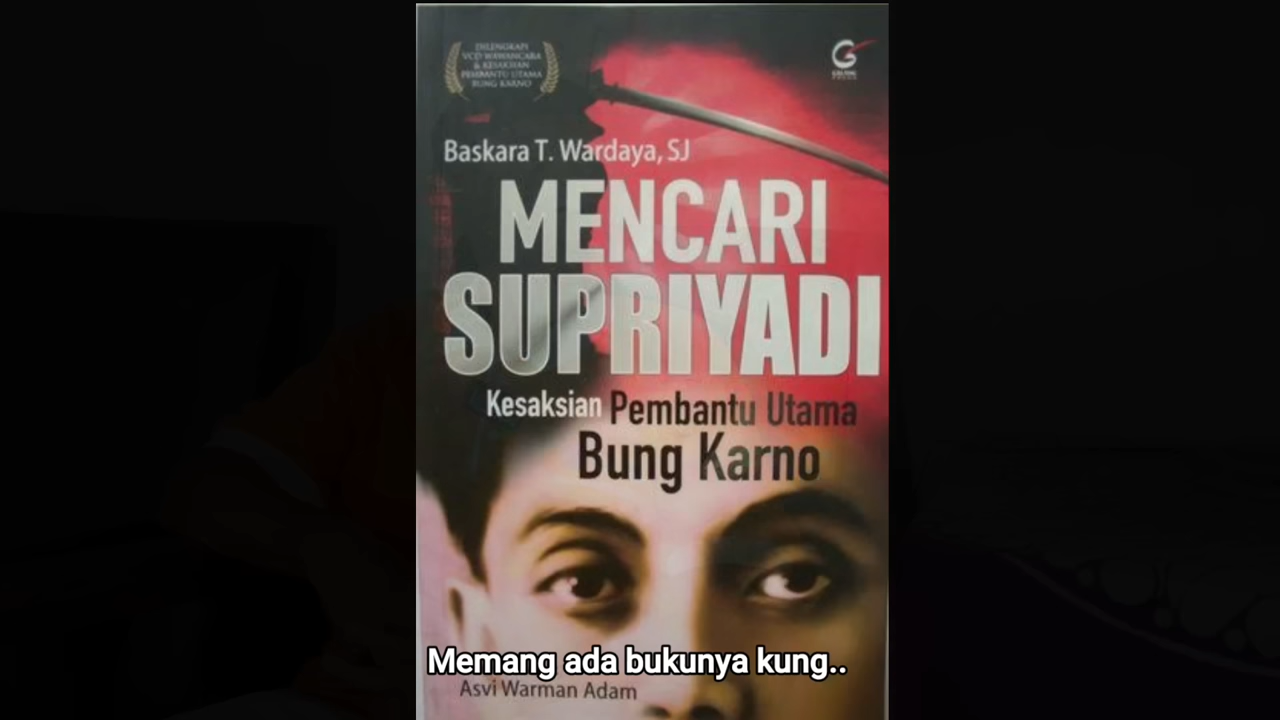 DILENGKAPI
VCD WAWANCARA
& KESAKSIAN
PEMBANTU UTAMA
BUNG KARNO
Baskara T. Wardaya, SJ
MENCARI
SUPRIYADI
Kesaksian Pembantu Utama
Bung Karno
Memang ada bukunya kung..
Asvi Warman Adam